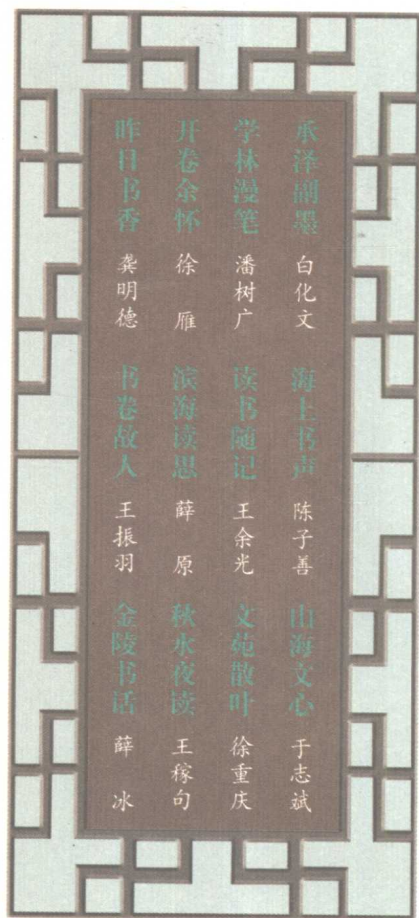 承泽副墨 白化文 海上书声 陈子善 山海文心 于志斌
学林漫笔 潘树广 读书随记 王余光 文苑散叶 徐重庆
开卷余怀 徐雁 滨海读思 薛原 秋水夜读 王稼句
昨日书香 龚明德 书卷故人 王振羽 金陵书话 薛冰